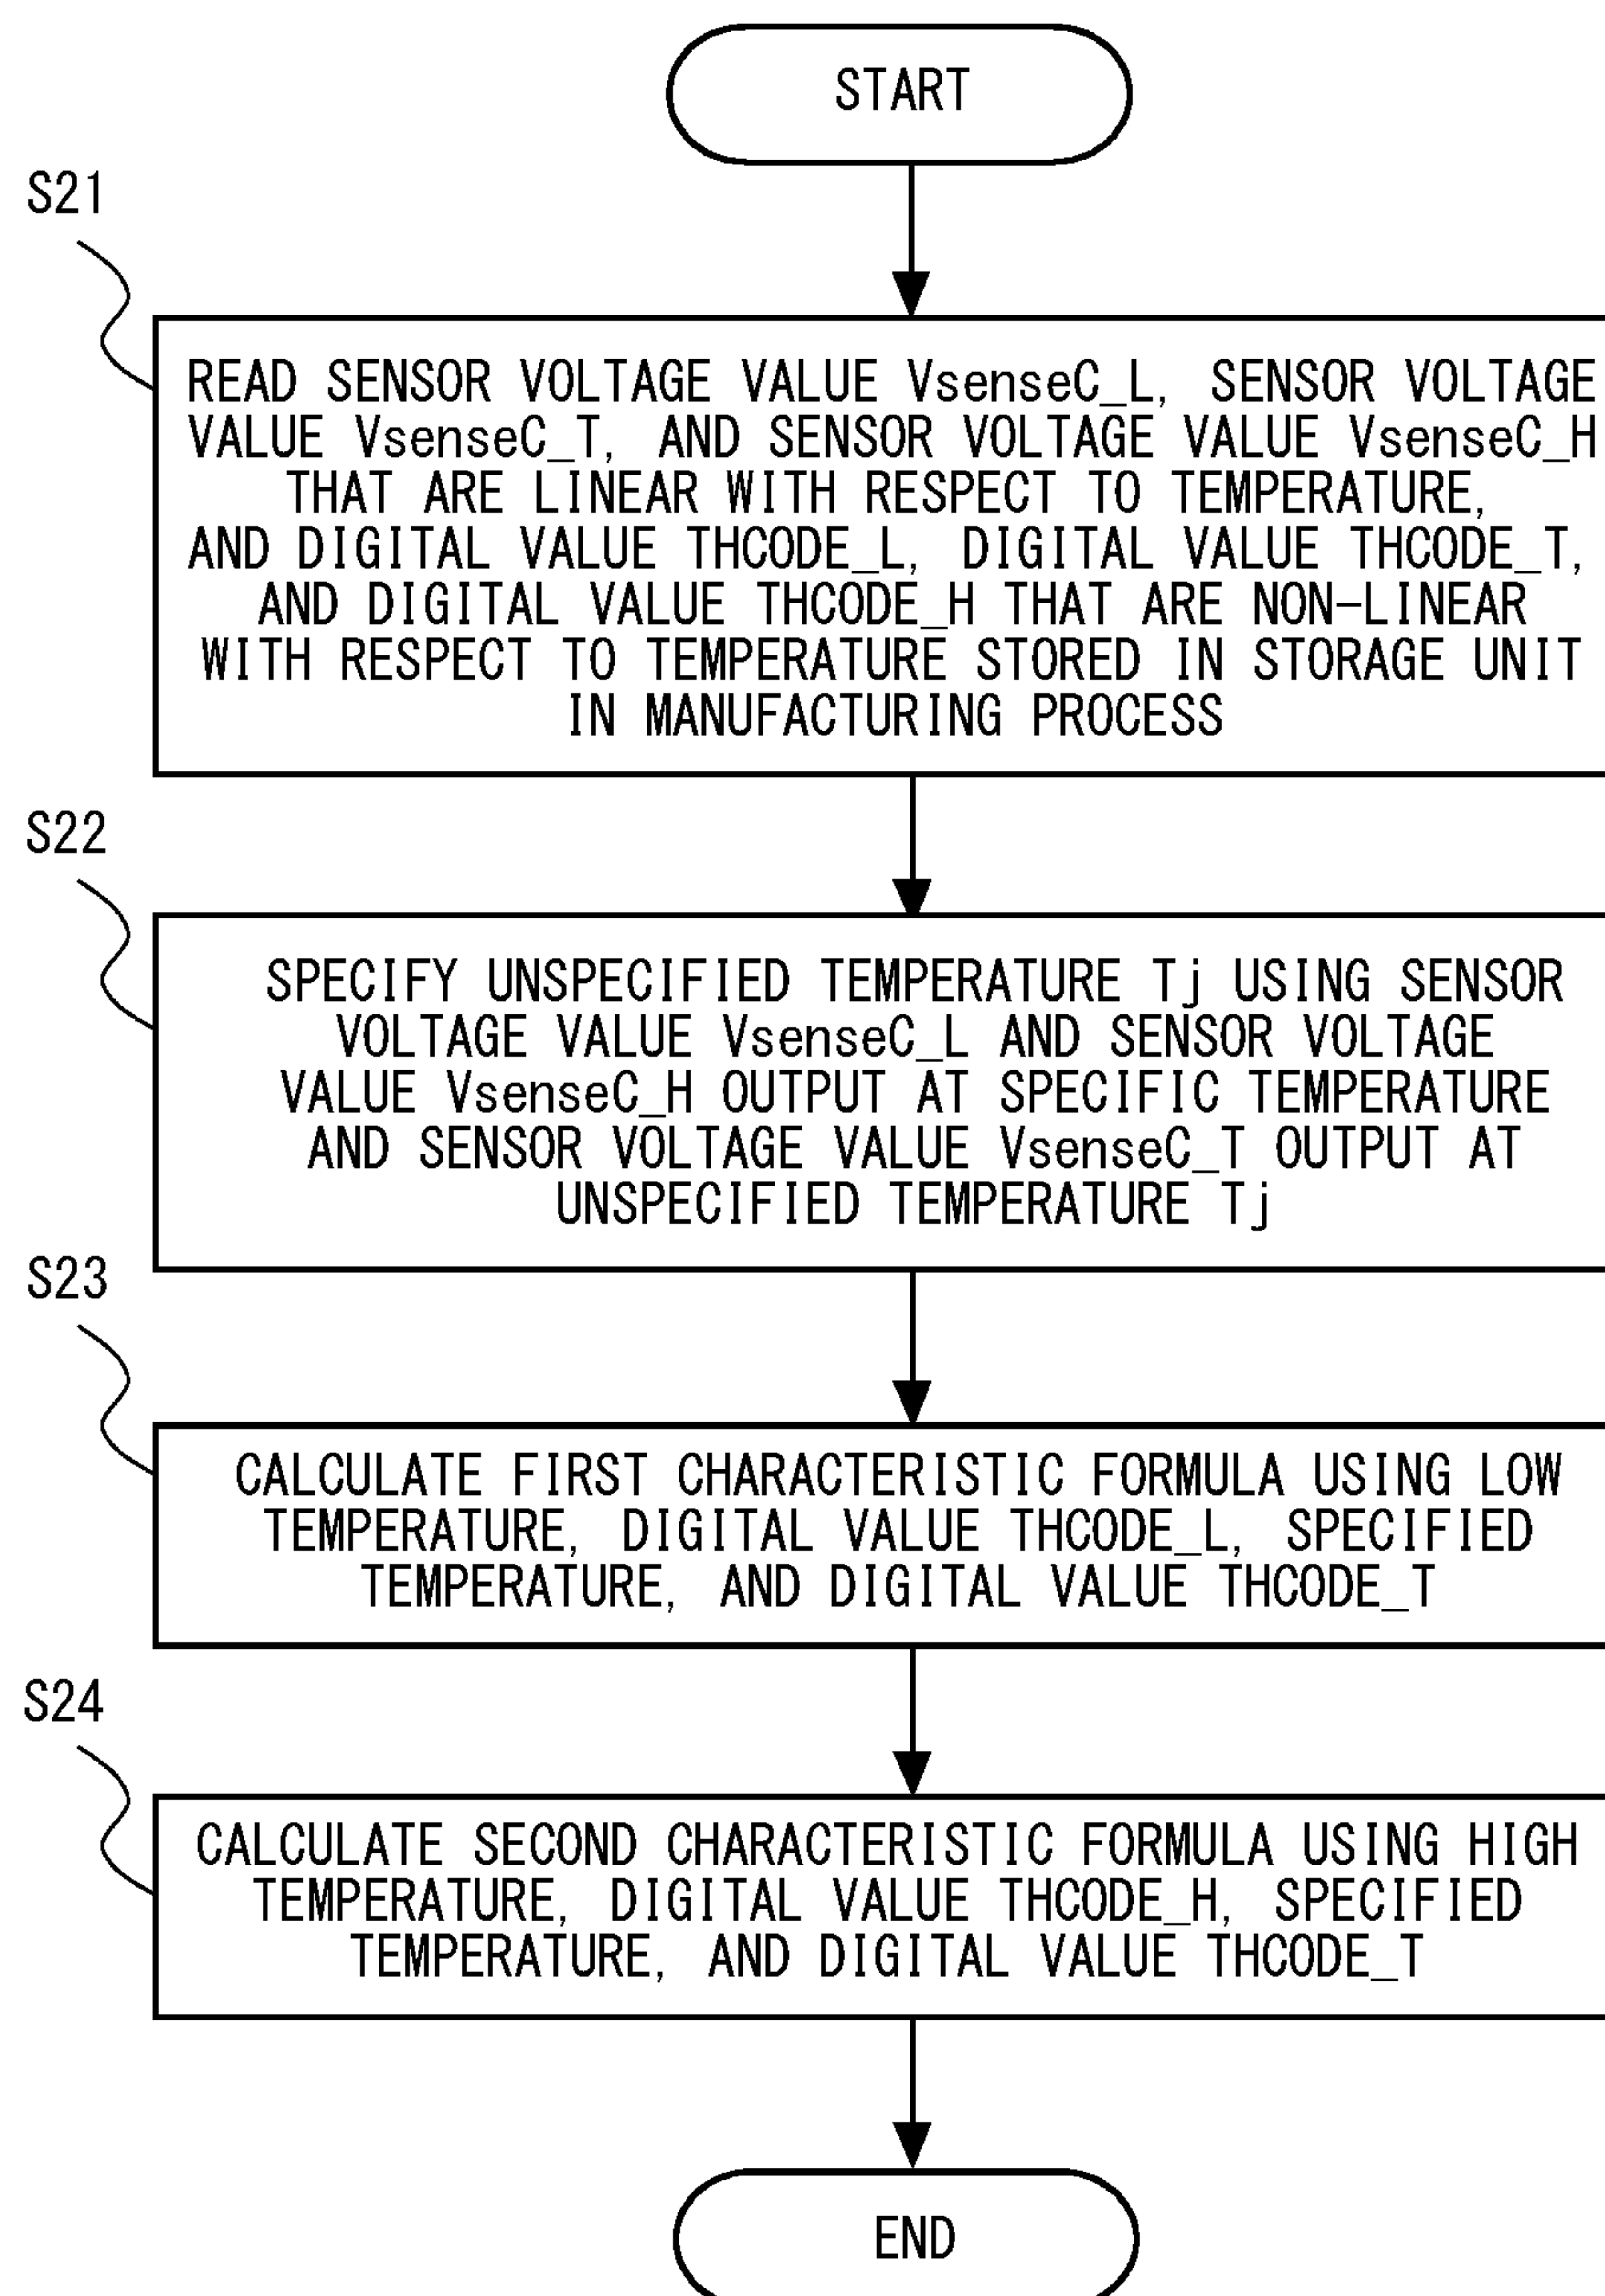 START
S21
READ SENSOR VOLTAGE VALUE VsenseC_L, SENSOR VOLTAGE
VALUE VsenseC_T, AND SENSOR VOLTAGE VALUE VsenseC_H
THAT ARE LINEAR WITH RESPECT TO TEMPERATURE,
AND DIGITAL VALUE THCODE_L, DIGITAL VALUE THCODE_T,
AND DIGITAL VALUE THCODE_H THAT ARE NON-LINEAR
WITH RESPECT TO TEMPERATURE STORED IN STORAGE UNIT
IN MANUFACTURING PROCESS
S22
SPECIFY UNSPECIFIED TEMPERATURE Tj USING SENSOR
VOLTAGE VALUE VsenseC_L AND SENSOR VOLTAGE
VALUE VsenseC_H OUTPUT AT SPECIFIC TEMPERATURE
AND SENSOR VOLTAGE VALUE VsenseC_T OUTPUT AT
UNSPECIFIED TEMPERATURE Tj
S23
CALCULATE FIRST CHARACTERISTIC FORMULA USING LOW
TEMPERATURE, DIGITAL VALUE THCODE_L, SPECIFIED
TEMPERATURE, AND DIGITAL VALUE THCODE_T
S24
CALCULATE SECOND CHARACTERISTIC FORMULA USING HIGH
TEMPERATURE, DIGITAL VALUE THCODE_H, SPECIFIED
TEMPERATURE, AND DIGITAL VALUE THCODE_T
END